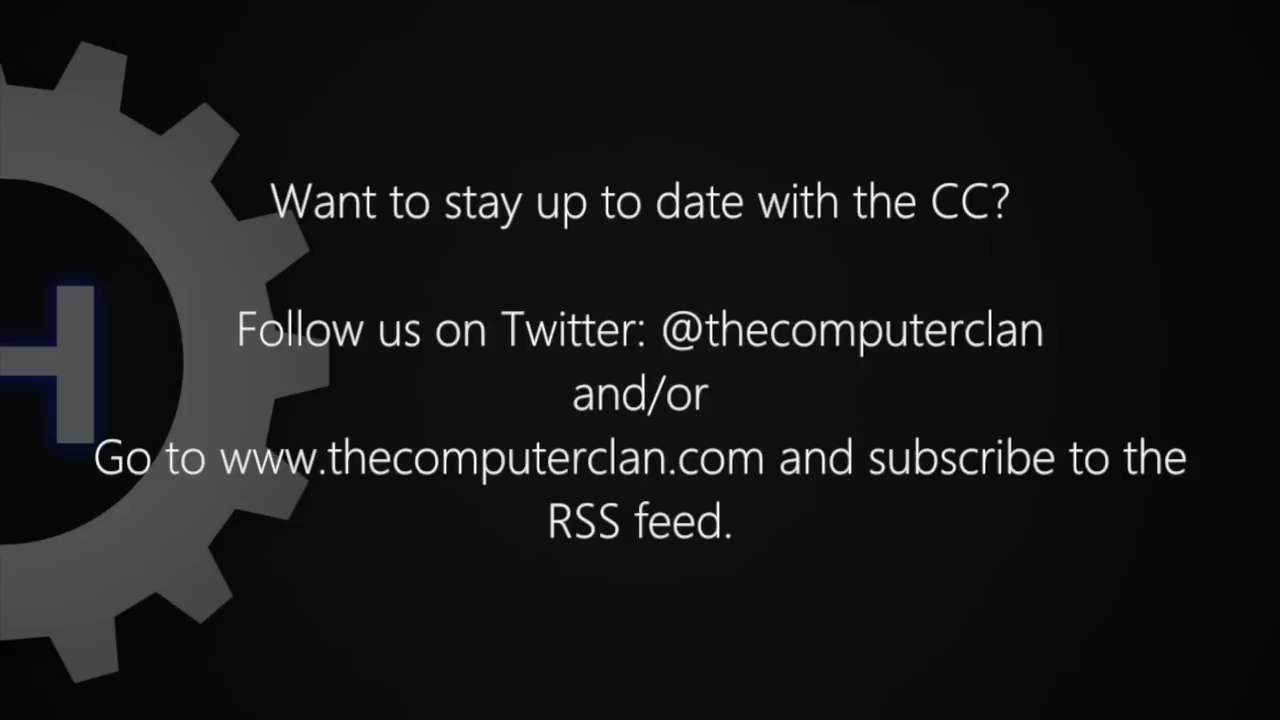 Want to stay up to date with the CC?
Follow us on Twitter: @thecomputerclan
and/or
Go to www.thecomputerclan.com and subscribe to the
RSS feed.